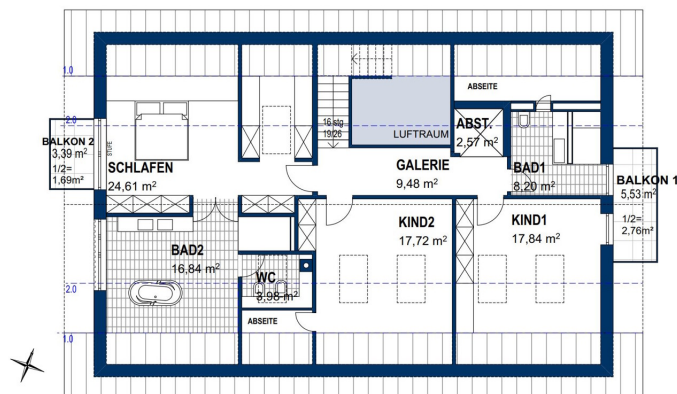 1.0
2.0
ABSEITE
16 stg
19/26
LUFTRAUM
ABST.
2,57 m²
BALKON 2
3,39 m²
1/2=
1,69m²
STUFE
SCHLAFEN
24,61 m²
GALERIE
9,48 m²
BAD1
8,20 m²
BALKON 1
5,53 m²
1/2=
2,76m²
KIND2
17,72 m²
KIND1
17,84 m²
BAD2
16,84 m²
WC
3,98 m²
2.0
ABSEITE
1.0